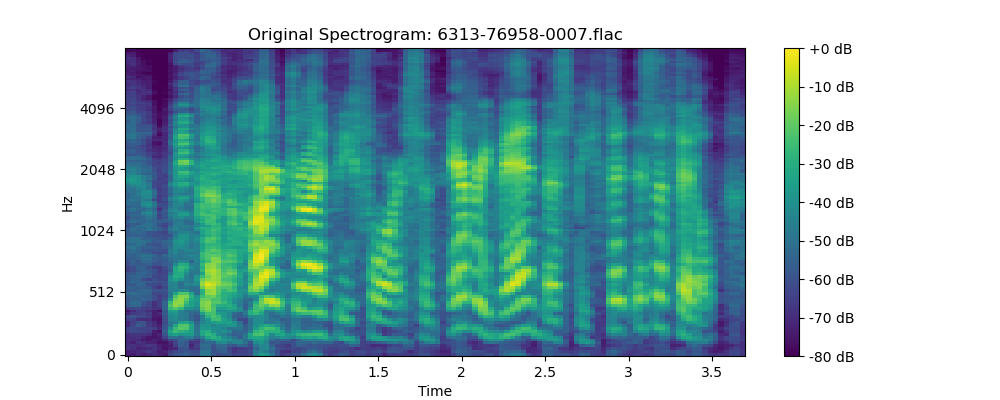 Original Spectrogram: 6313-76958-0007.flac
Hz
4096
2048
1024
512
0
0 0.5 1 1.5 2 2.5 3 3.5
Time
+0 dB
-10 dB
-20 dB
-30 dB
-40 dB
-50 dB
-60 dB
-70 dB
-80 dB